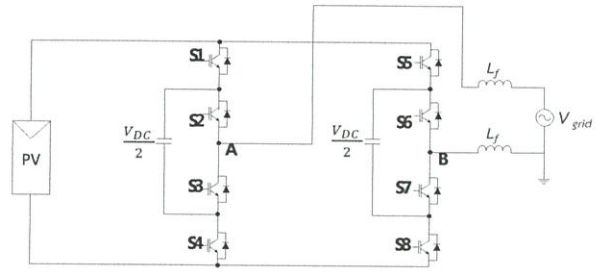 S1
S5
L_f
S2
V_DC/2
S6
V_DC/2
V_grid
PV
A
L_f
B
S3
S7
S4
S8